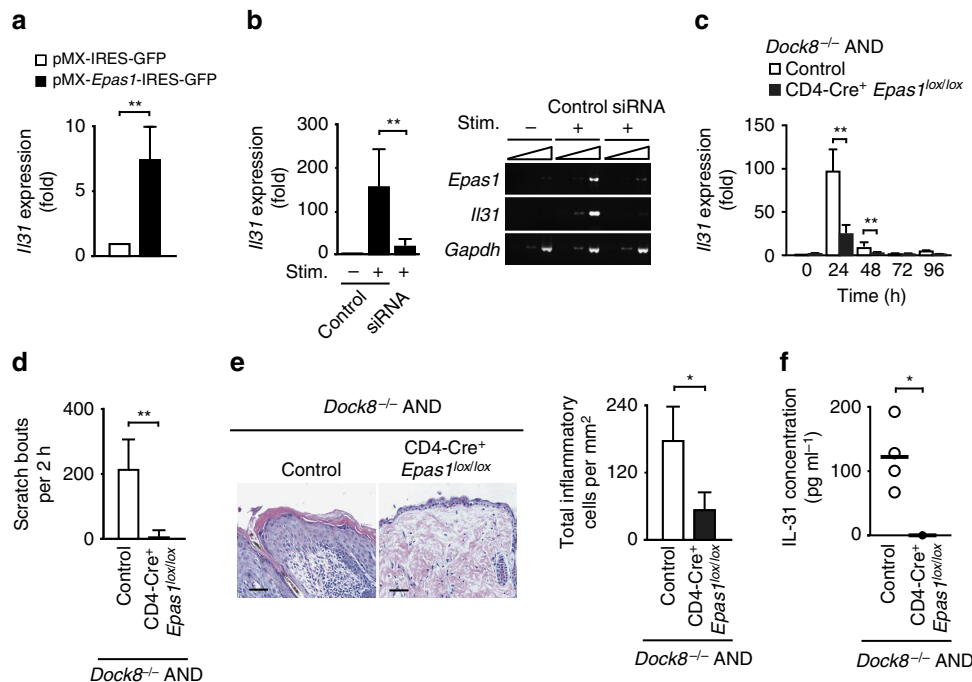 a
pMX-IRES-GFP
pMX-Epas1-IRES-GFP
**
10
5
0
Il31 expression
(fold)
b
300
200
100
0
Il31 expression
(fold)
**
Stim. − + +
Control
siRNA
Control siRNA
Stim. − + +
Epas1
Il31
Gapdh
c
Dock8−/− AND
Control
CD4-Cre+ Epas1lox/lox
150
100
50
0
Il31 expression
(fold)
**
**
0 24 48 72 96
Time (h)
d
400
200
0
Scratch bouts
per 2 h
**
Control
CD4-Cre+
Epas1lox/lox
Dock8−/− AND
e
Dock8−/− AND
Control
CD4-Cre+
Epas1lox/lox
240
160
80
0
Total inflammatory
cells per mm2
*
Control
CD4-Cre+
Epas1lox/lox
Dock8−/− AND
f
200
100
0
IL-31 concentration
(pg ml−1)
*
Control
CD4-Cre+
Epas1lox/lox
Dock8−/− AND